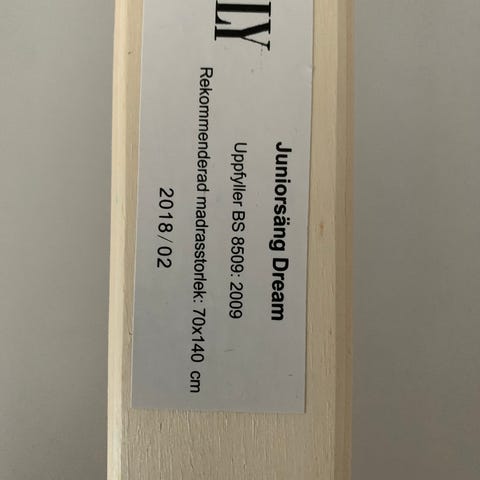 LY
Juniorsäng Dream
Uppfyller BS 8509: 2009
Rekommenderad madrasstorlek: 70x140 cm
2018/02